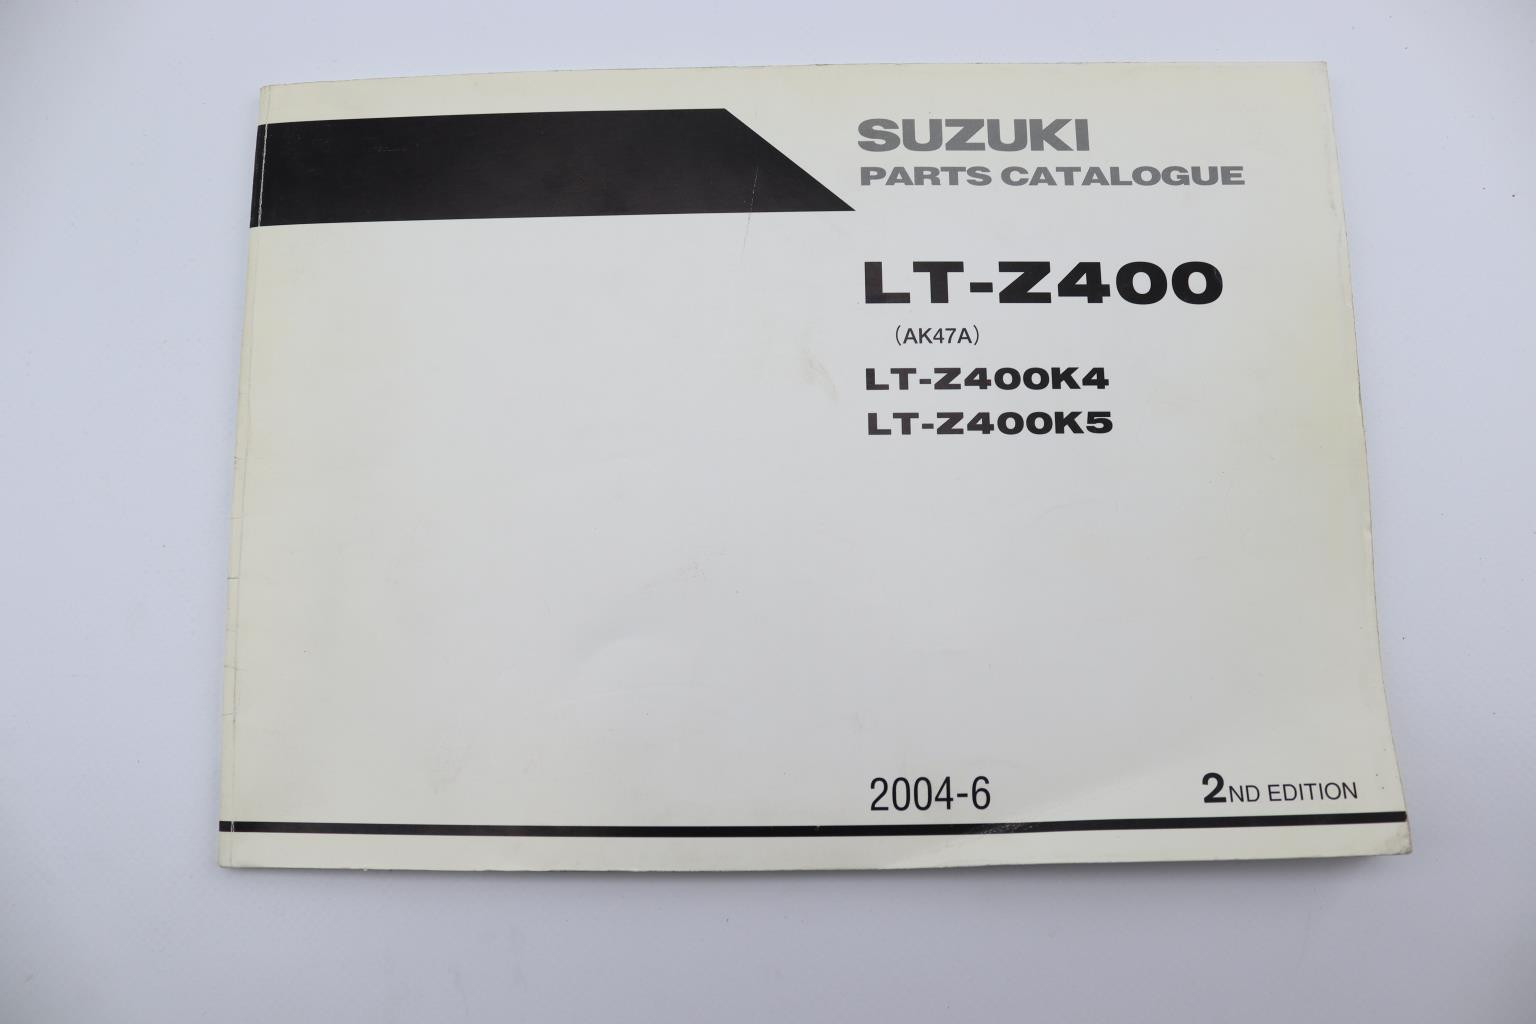 SUZUKI
PARTS CATALOGUE
LT-Z400
(AK47A)
LT-Z400K4
LT-Z400K5
2004-6
2ND EDITION